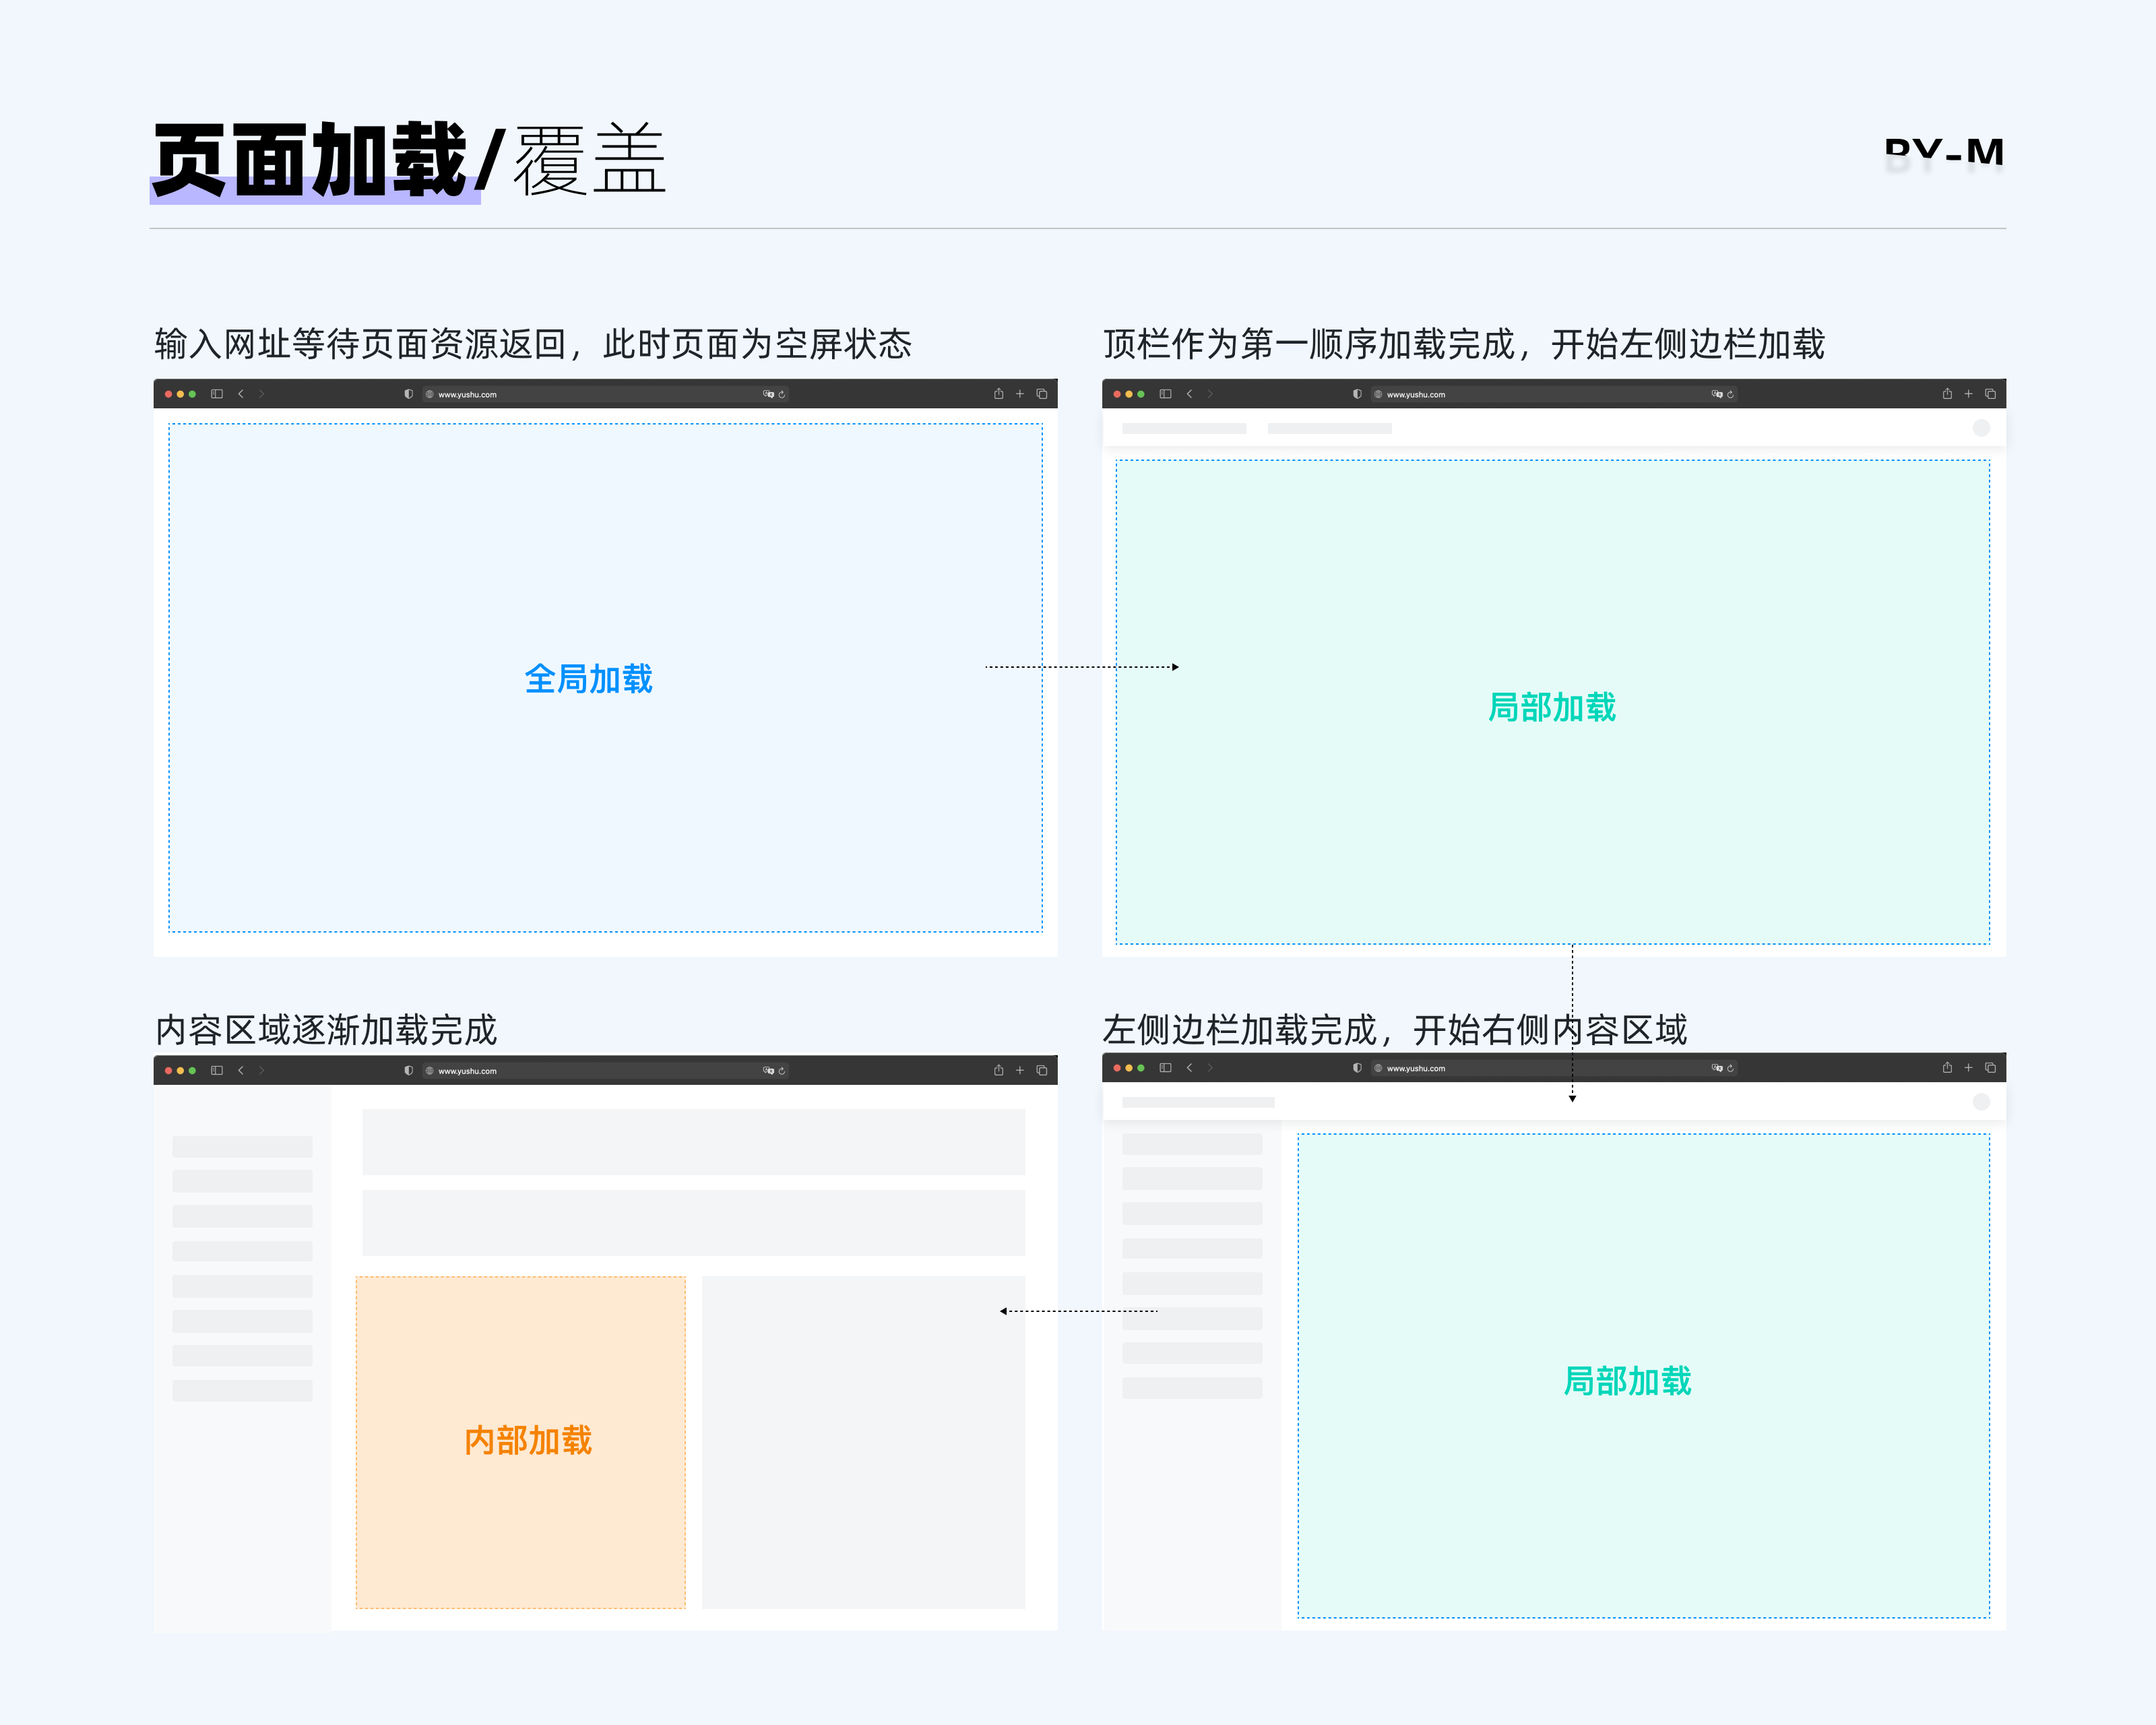 页面加载/覆盖
BY-M
输入网址等待页面资源返回，此时页面为空屏状态
www.yushu.com
全局加载
顶栏作为第一顺序加载完成，开始左侧边栏加载
www.yushu.com
局部加载
内容区域逐渐加载完成
www.yushu.com
内部加载
左侧边栏加载完成，开始右侧内容区域
www.yushu.com
局部加载